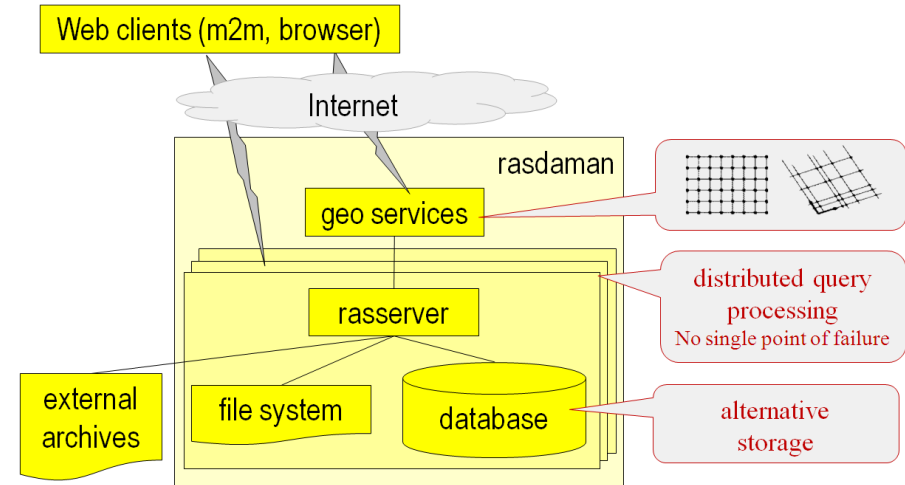 Web clients (m2m, browser)
Internet
rasdaman
geo services
distributed query
processing
No single point of failure
rasserver
external
archives
file system
database
alternative
storage